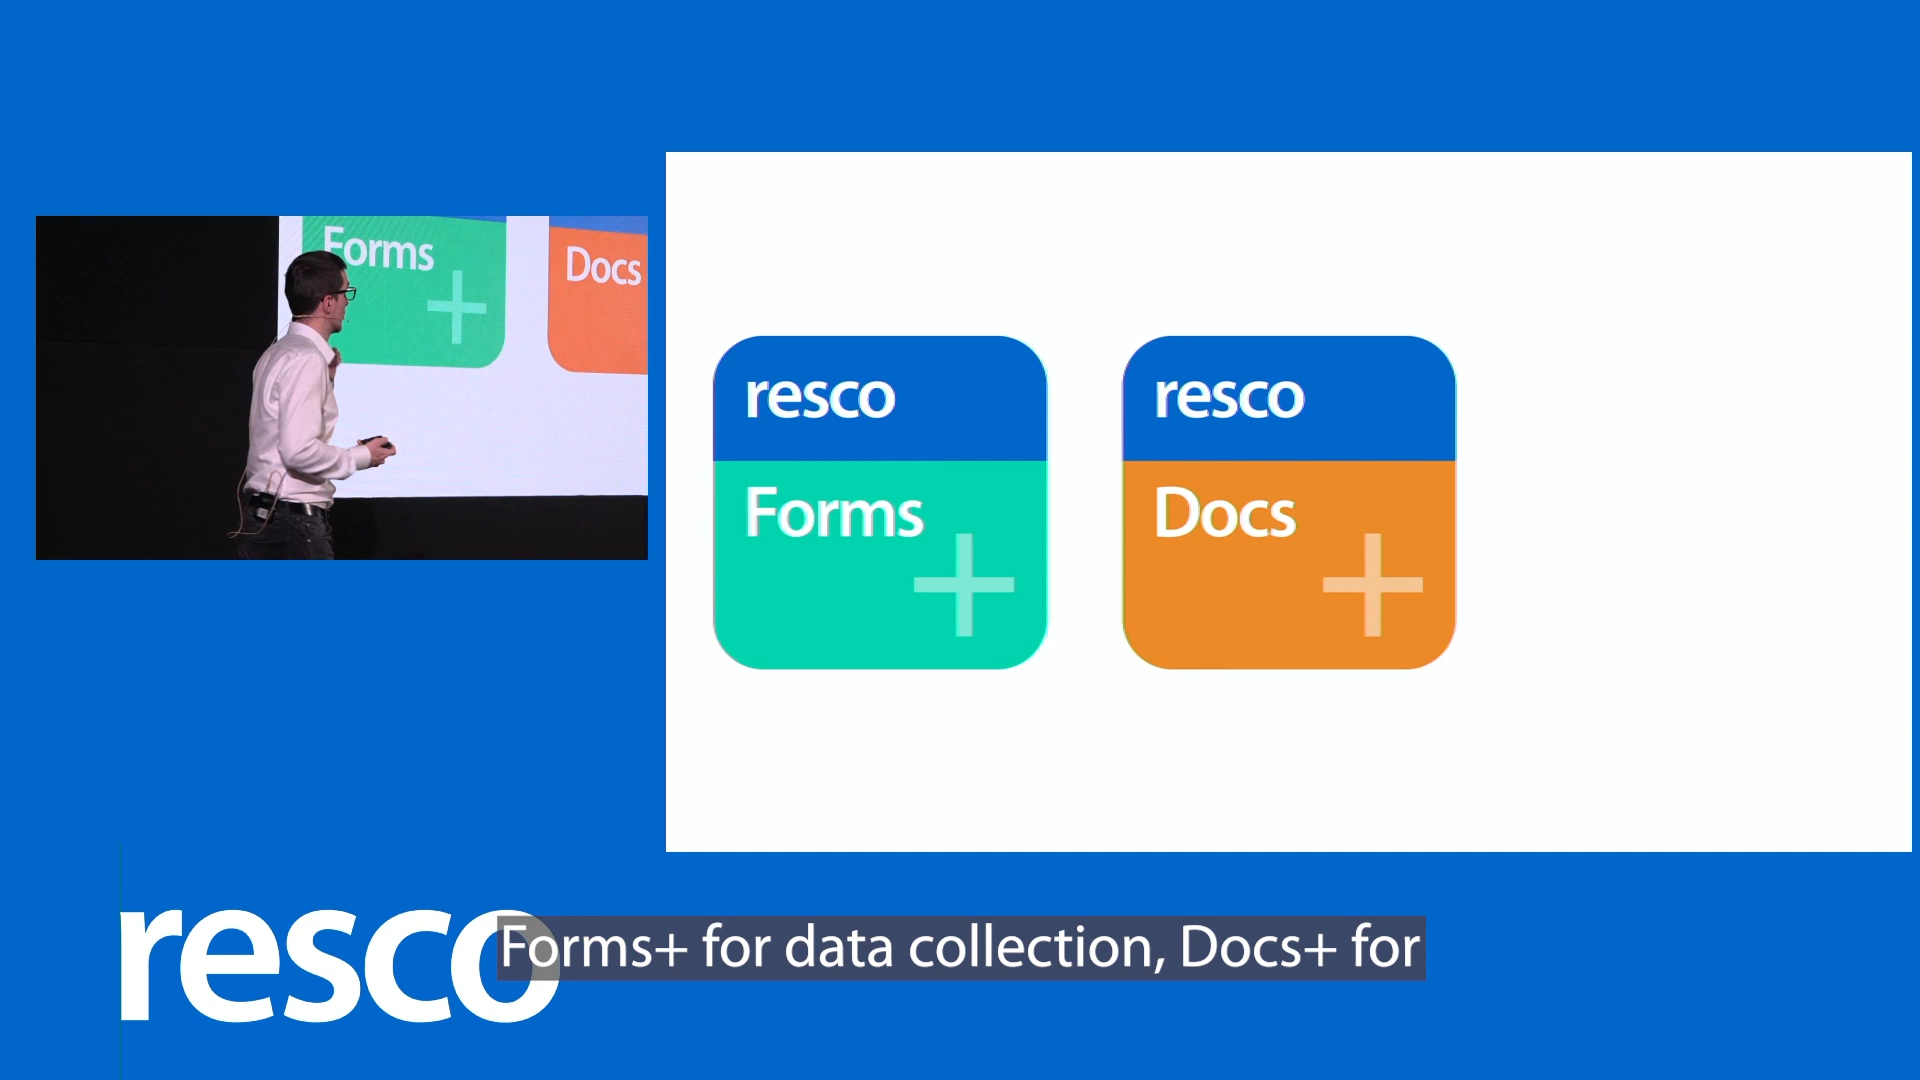 Forms
Docs
resco
Forms
resco
Docs
resco
Forms+ for data collection, Docs+ for